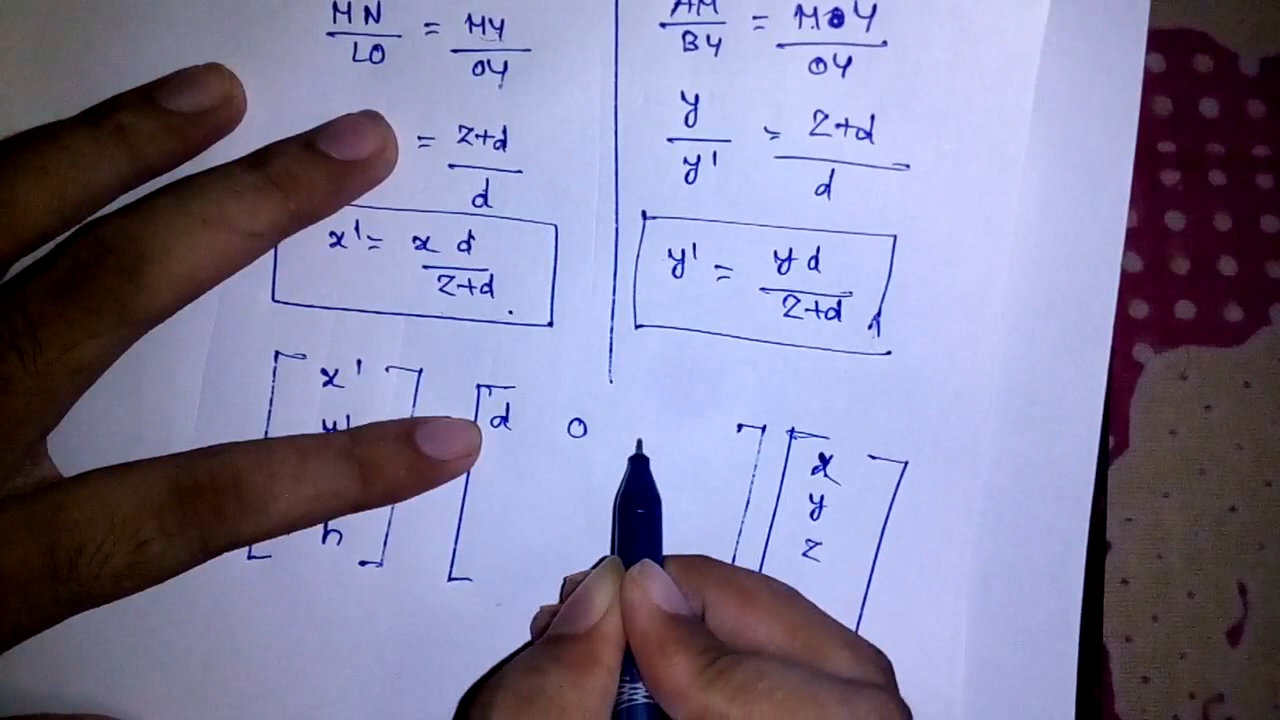 MN/LO = MY/OY
AM/BY = MOY/OY
= z+d/d
y/y' = z+d/d
x' = x d/z+d
y' = y d/z+d
x'
d 0
x
y'
y
z
h